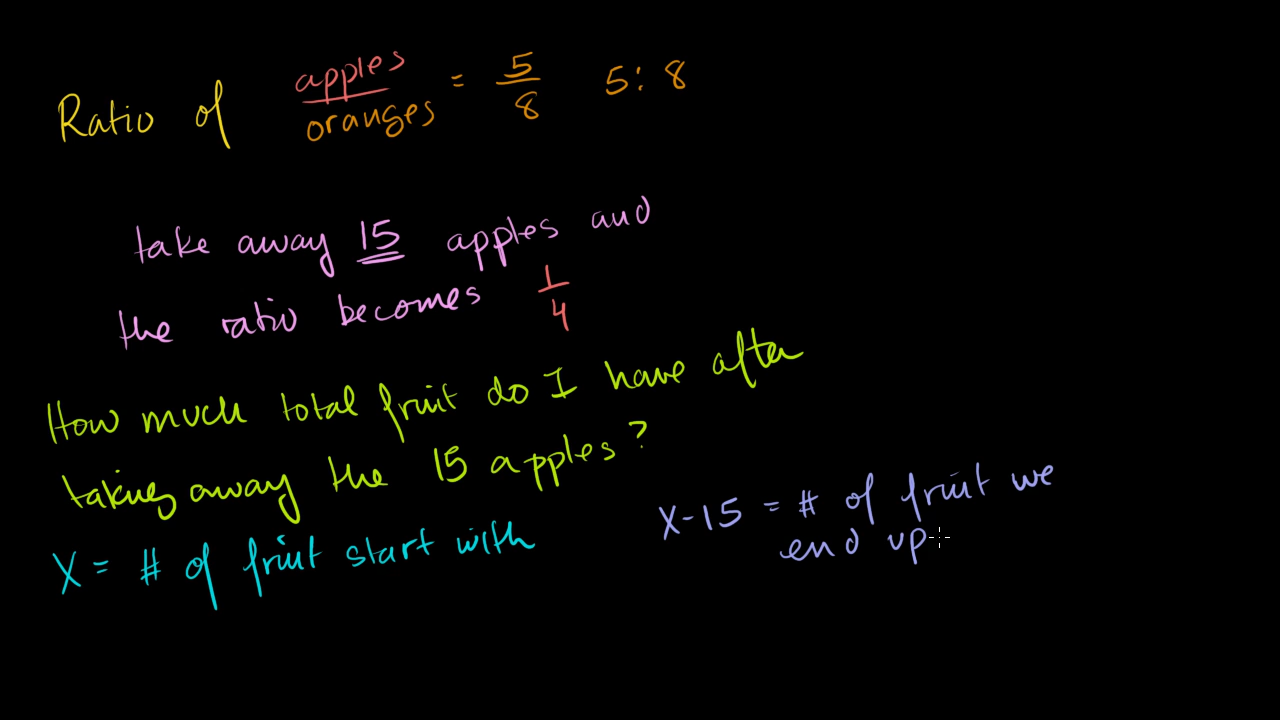 Ratio of apples/oranges = 5/8 5:8
take away 15 apples and
the ratio becomes 1/4
How much total fruit do I have after
taking away the 15 apples?
X = # of fruit start with
X-15 = # of fruit we
end up